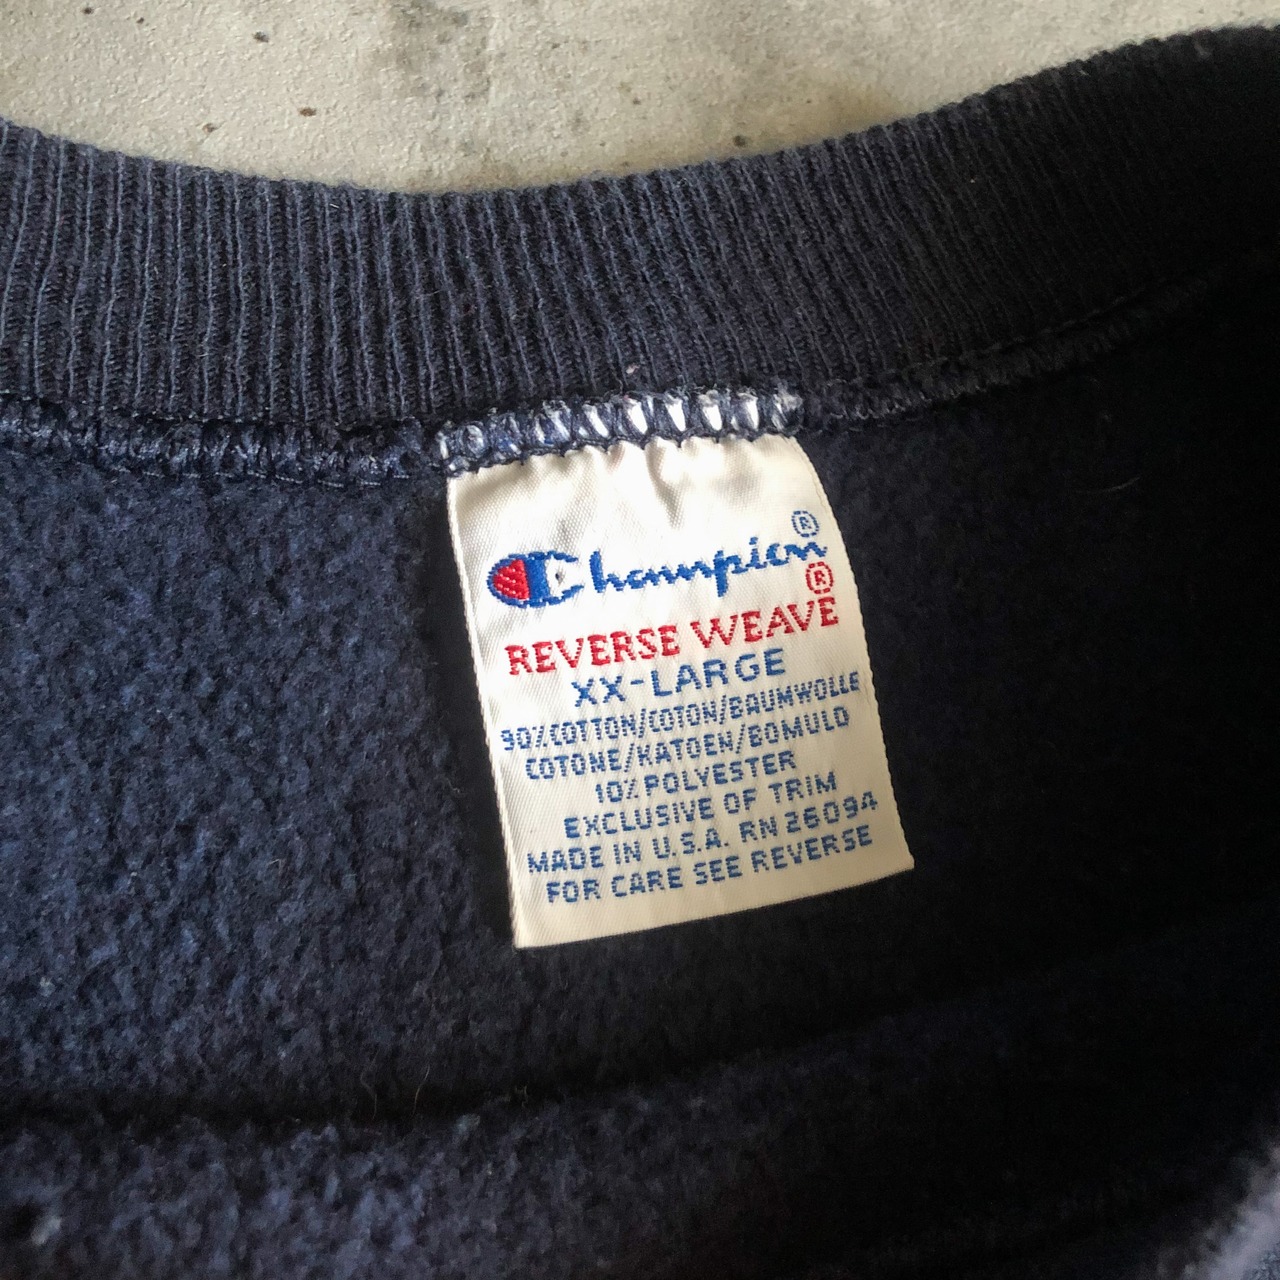 Champion®
REVERSE WEAVE®
XX-LARGE
90%COTTON/COTON/BAUMWOLLE
COTONE/KATOEN/BOMULD
10% POLYESTER
EXCLUSIVE OF TRIM
MADE IN U.S.A. RN 26094
FOR CARE SEE REVERSE